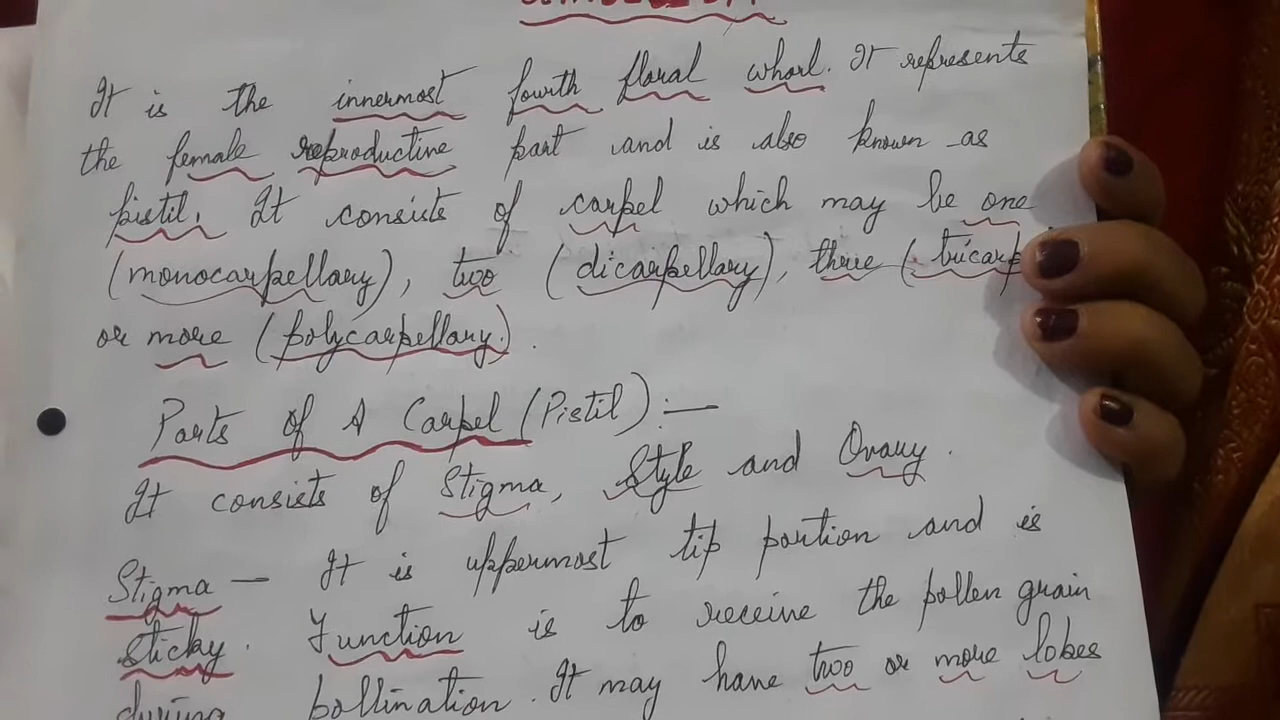 It is the innermost fourth floral whorl. It represents
the female reproductive part and is also known as
pistil. It consists of carpel which may be one
(monocarpellary), two (dicarpellary), three (tricarp
or more (polycarpellary).
Parts of A Carpel (Pistil) :—
It consists of Stigma, Style and Ovary.
Stigma — It is uppermost tip portion and is
sticky. Function is to receive the pollen grain
during pollination. It may have two or more lobes